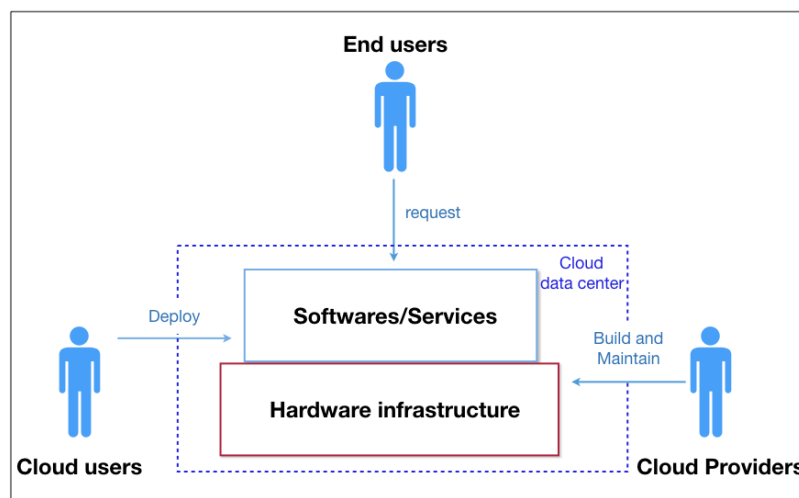 End users
request
Cloud
data center
Softwares/Services
Deploy
Build and
Maintain
Hardware infrastructure
Cloud users
Cloud Providers